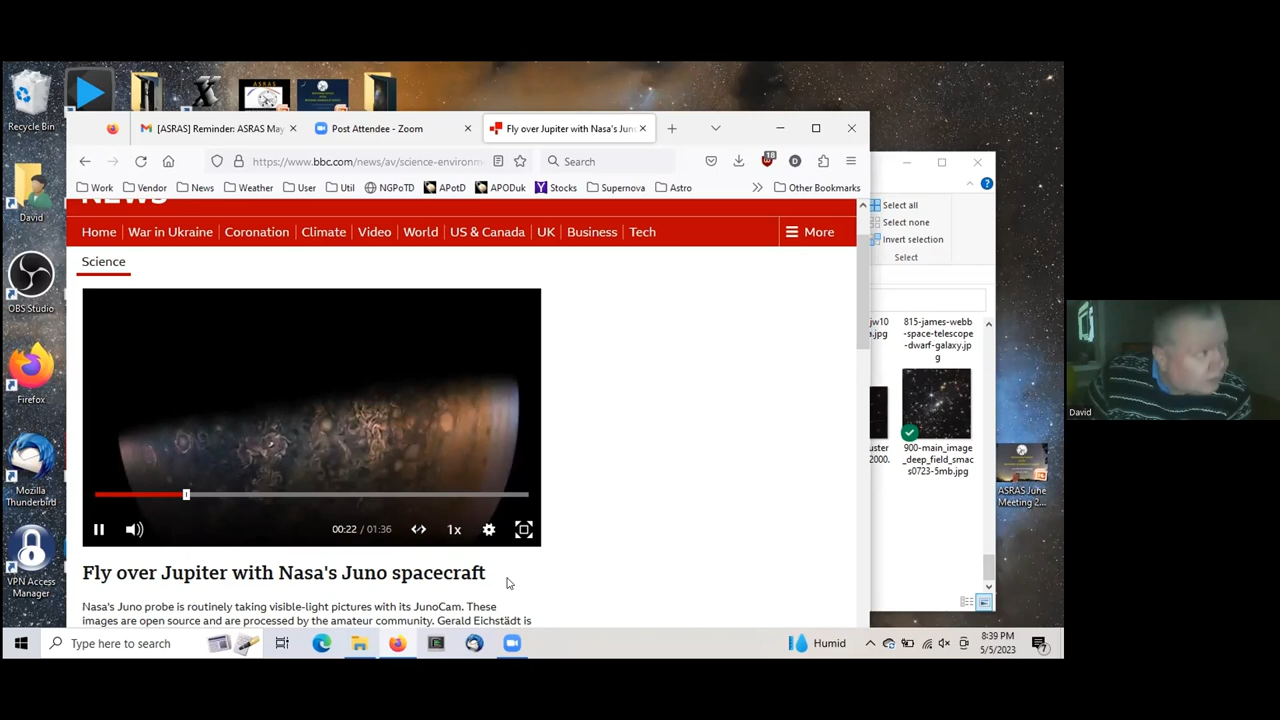 Recycle Bin
David
OBS Studio
Firefox
Mozilla
Thunderbird
VPN Access
Manager
ASRAS
[ASRAS] Reminder: ASRAS May
Post Attendee - Zoom
Fly over Jupiter with Nasa's Jun
https://www.bbc.com/news/av/science-environm
Search
18
D
Work
Vendor
News
Weather
User
Util
NGPoTD
APotD
APODuk
Stocks
Supernova
Astro
Other Bookmarks
NEWS
Home
War in Ukraine
Coronation
Climate
Video
World
US & Canada
UK
Business
Tech
More
Science
00:22 / 01:36
1x
Fly over Jupiter with Nasa's Juno spacecraft
Nasa's Juno probe is routinely taking visible-light pictures with its JunoCam. These
images are open source and are processed by the amateur community. Gerald Eichstädt is
Select all
Select none
Invert selection
Select
815-james-webb
-space-telescope
-dwarf-galaxy.jp
g
900-main_image
_deep_field_smac
s0723-5mb.jpg
ASRAS June
Meeting 2...
Type here to search
Humid
8:39 PM
5/5/2023
7
David